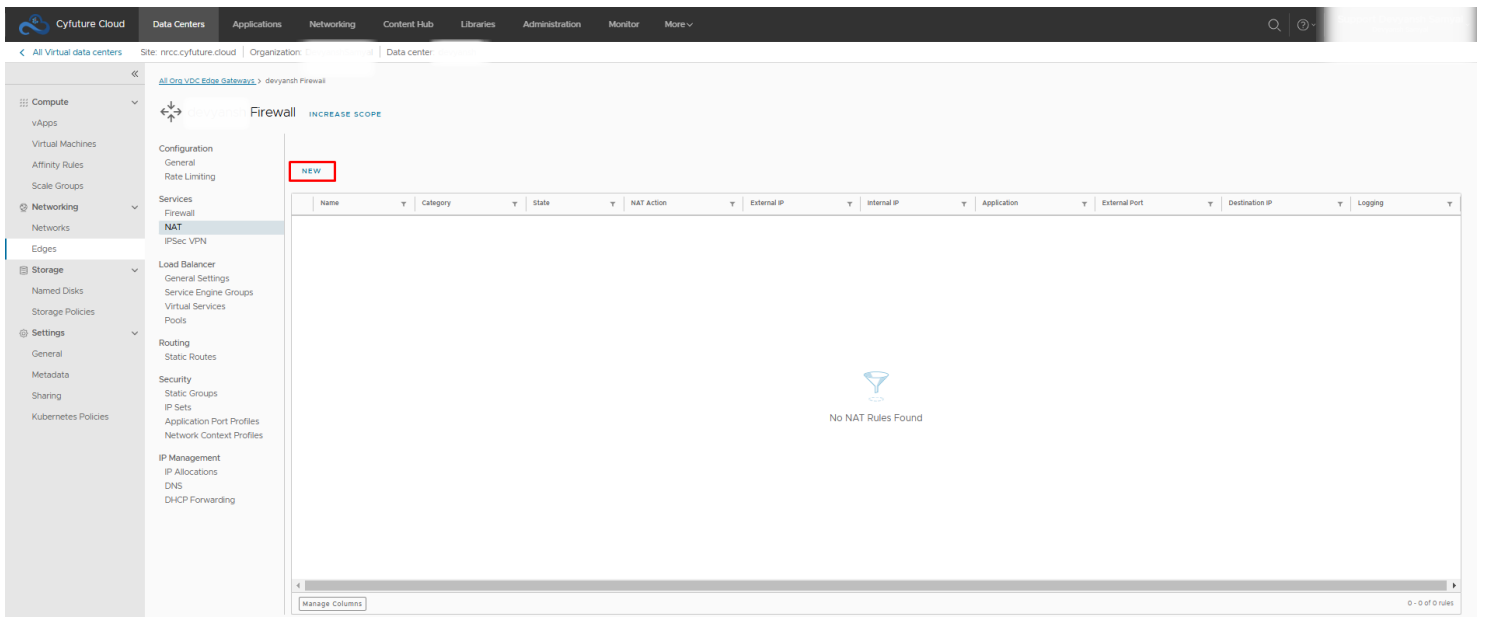 Cyfuture Cloud Data Centers Applications Networking Content Hub Libraries Administration Monitor More
All Virtual data centers Site: nrcc.cyfuture.cloud Organization: Data center:
All Org VDC Edge Gateways > devyansh Firewall
Firewall INCREASE SCOPE
Compute
vApps
Virtual Machines
Affinity Rules
Scale Groups
Networking
Networks
Edges
Storage
Named Disks
Storage Policies
Settings
General
Metadata
Sharing
Kubernetes Policies
Configuration
General
Rate Limiting
Services
Firewall
NAT
IPSec VPN
Load Balancer
General Settings
Service Engine Groups
Virtual Services
Pools
Routing
Static Routes
Security
Static Groups
IP Sets
Application Port Profiles
Network Context Profiles
IP Management
IP Allocations
DNS
DHCP Forwarding
NEW
Name Category State NAT Action External IP Internal IP Application External Port Destination IP Logging
No NAT Rules Found
Manage Columns 0 - 0 of 0 rules